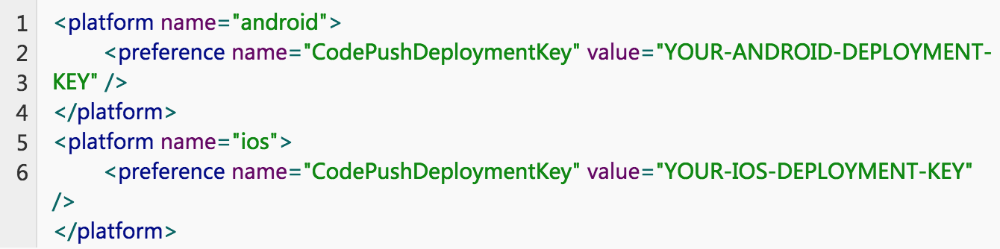 1 <platform name="android">
2 <preference name="CodePushDeploymentKey" value="YOUR-ANDROID-DEPLOYMENT-
3 KEY" />
4 </platform>
5 <platform name="ios">
6 <preference name="CodePushDeploymentKey" value="YOUR-IOS-DEPLOYMENT-KEY"
/>
</platform>